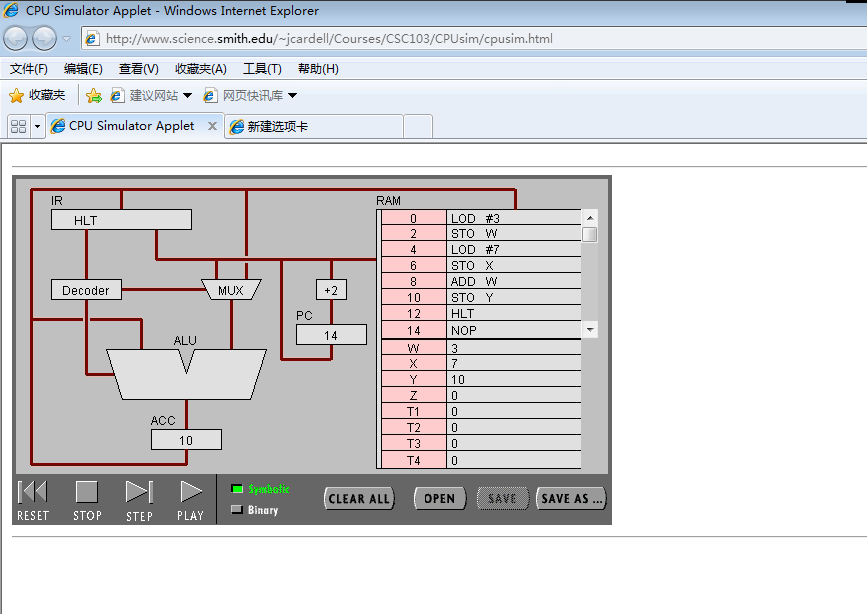 CPU Simulator Applet - Windows Internet Explorer
http://www.science.smith.edu/~jcardell/Courses/CSC103/CPUsim/cpusim.html
文件(F) 编辑(E) 查看(V) 收藏夹(A) 工具(T) 帮助(H)
收藏夹 建议网站 网页快讯库
CPU Simulator Applet 新建选项卡
IR
HLT
Decoder
MUX
+2
PC
14
ALU
ACC
10
RAM
0 LOD #3
2 STO W
4 LOD #7
6 STO X
8 ADD W
10 STO Y
12 HLT
14 NOP
W 3
X 7
Y 10
Z 0
T1 0
T2 0
T3 0
T4 0
RESET STOP STEP PLAY
Symbolic
Binary
CLEAR ALL OPEN SAVE SAVE AS ...